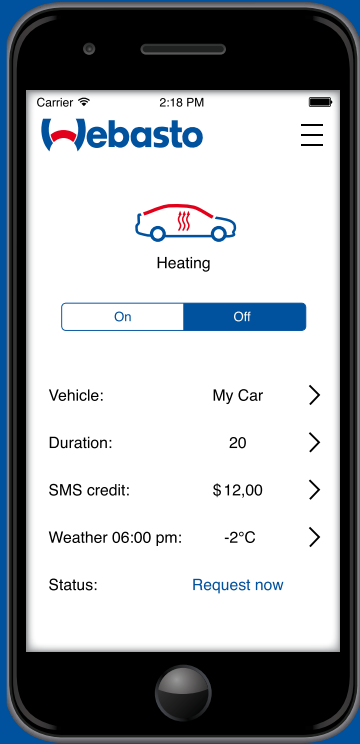 Carrier 2:18 PM
Webasto
Heating
On Off
Vehicle: My Car
Duration: 20
SMS credit: $12,00
Weather 06:00 pm: -2°C
Status: Request now